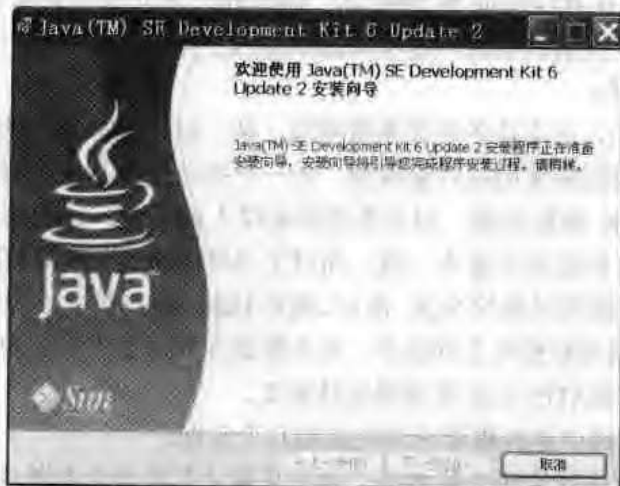 Java(TM) SE Development Kit 6 Update 2
欢迎使用 Java(TM) SE Development Kit 6
Update 2 安装向导
Java(TM) SE Development Kit 6 Update 2 安装程序正在准备
安装向导，安装向导将引导您完成程序安装过程。请稍候。
Java
Sun
取消